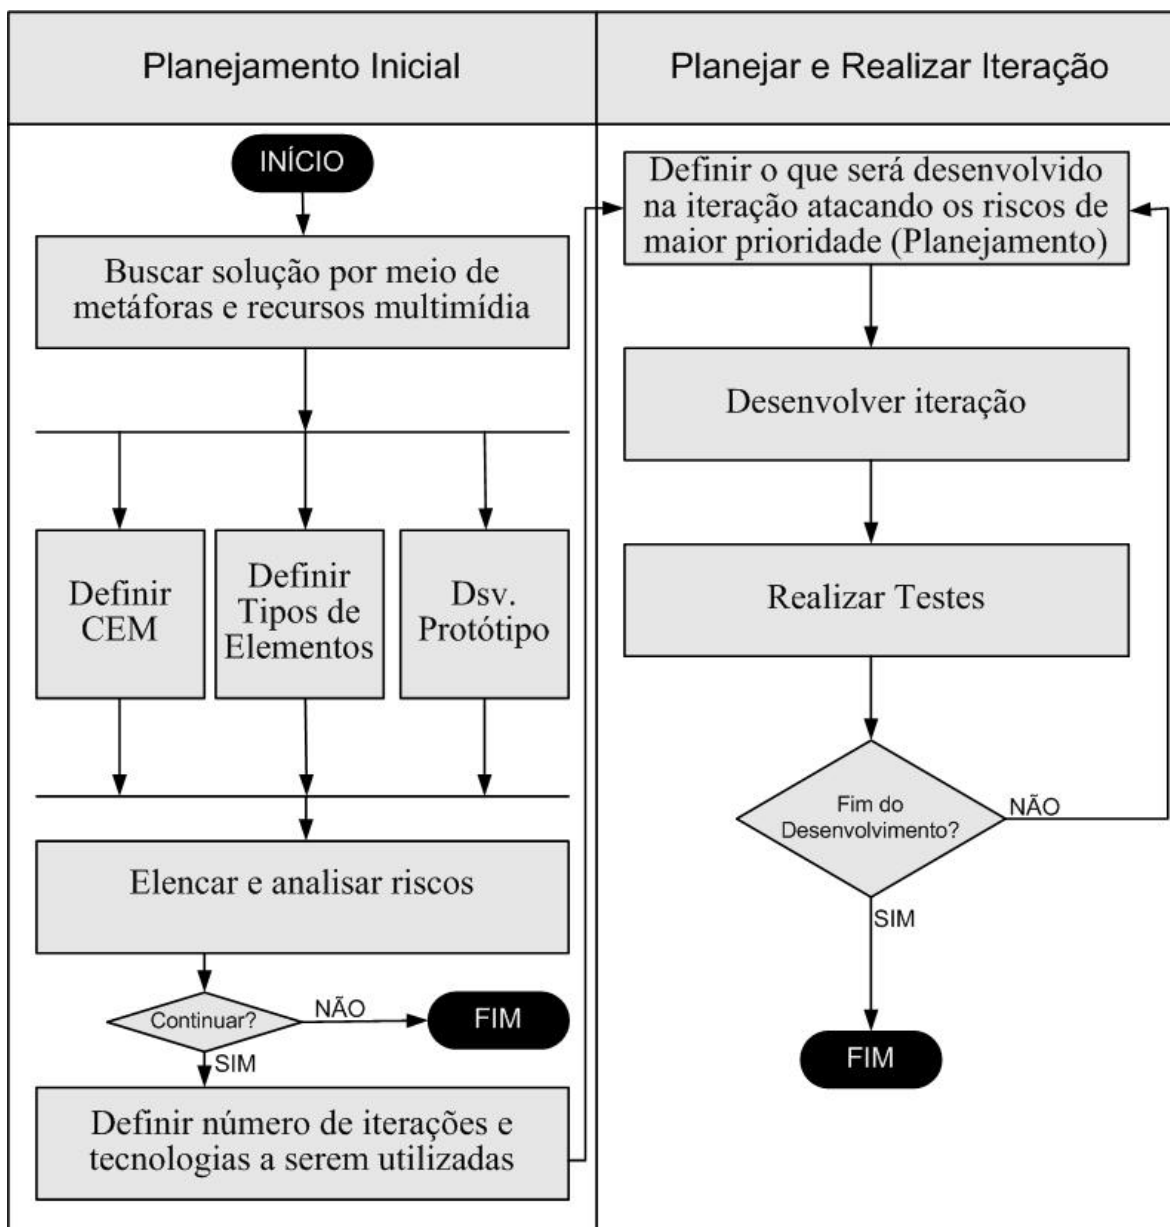 Planejamento Inicial
INÍCIO
Buscar solução por meio de
metáforas e recursos multimídia
Definir
CEM
Definir
Tipos de
Elementos
Dsv.
Protótipo
Elencar e analisar riscos
Continuar?
NÃO
FIM
SIM
Definir número de iterações e
tecnologias a serem utilizadas
Planejar e Realizar Iteração
Definir o que será desenvolvido
na iteração atacando os riscos de
maior prioridade (Planejamento)
Desenvolver iteração
Realizar Testes
Fim do
Desenvolvimento?
NÃO
SIM
FIM